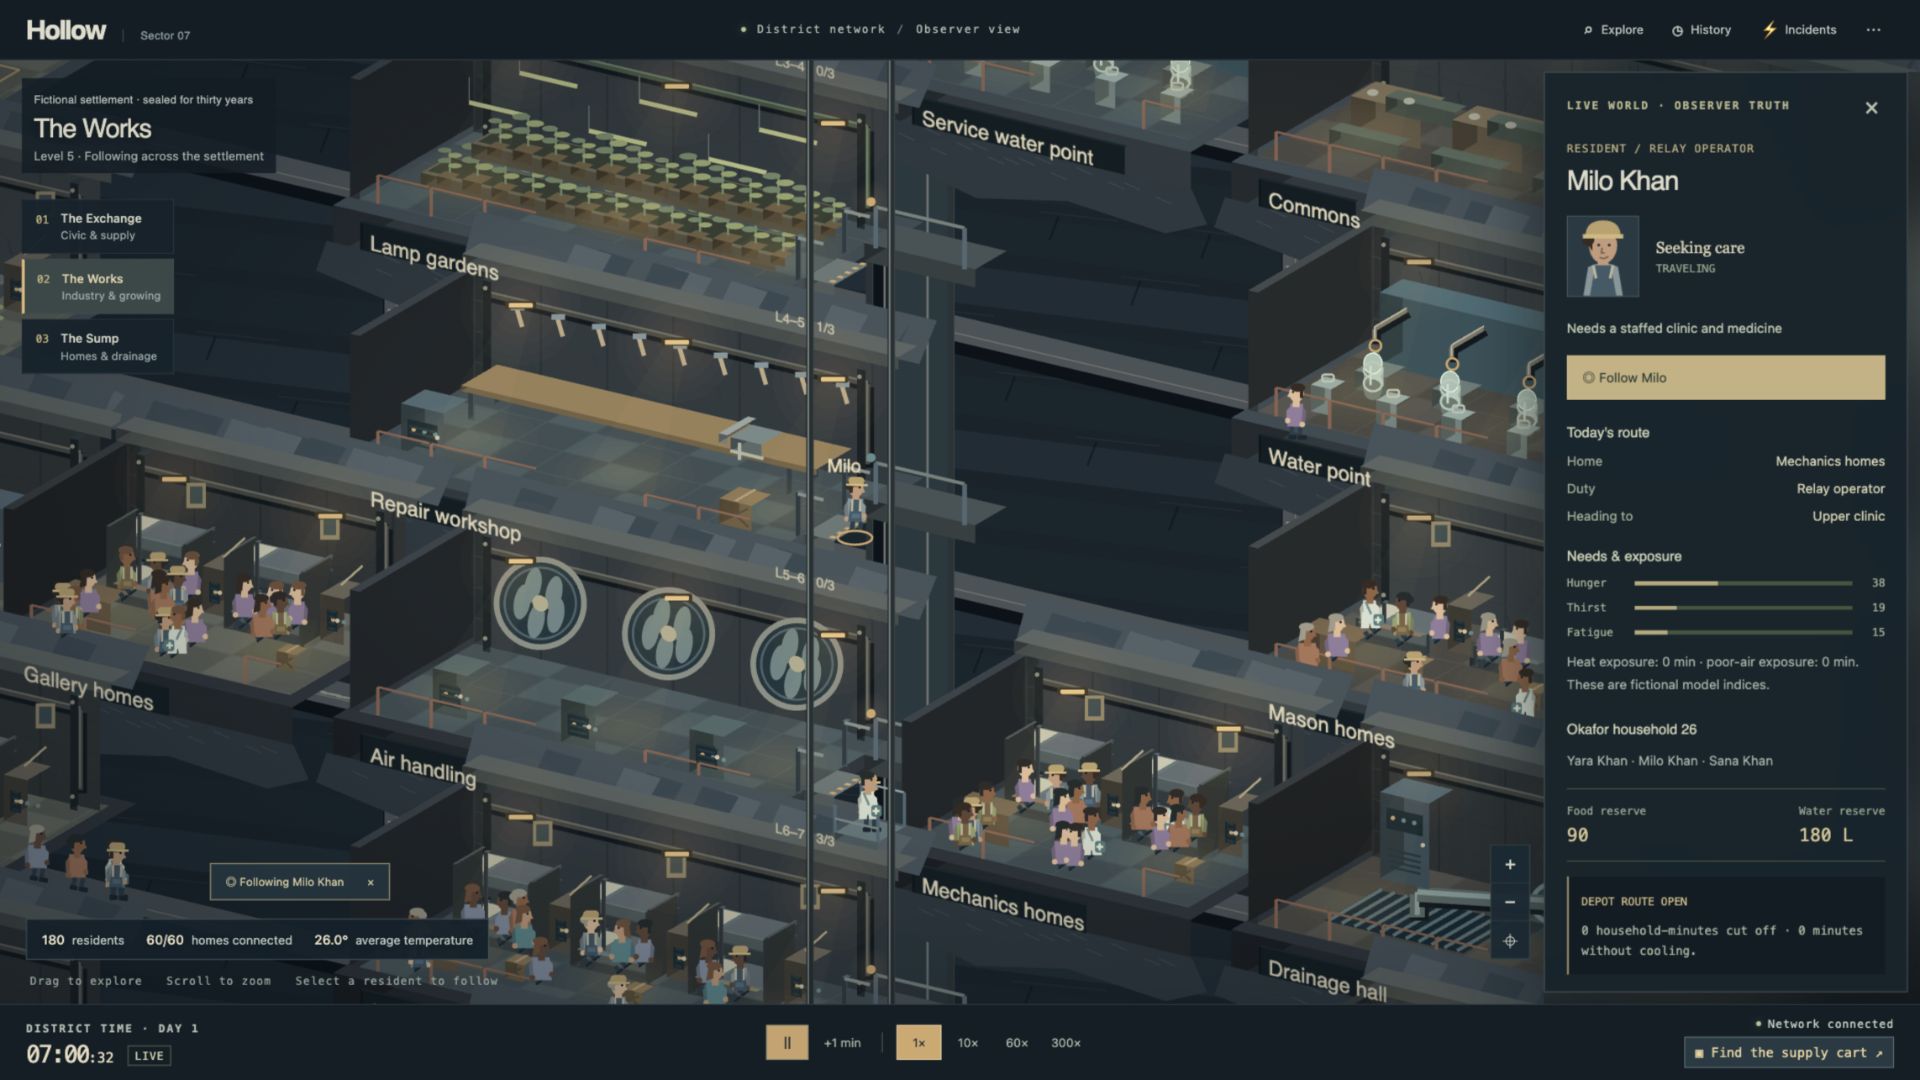 Hollow
Sector 07
District network / Observer view
Explore
History
Incidents
Fictional settlement · sealed for thirty years
The Works
Level 5 · Following across the settlement
01 The Exchange
Civic & supply
02 The Works
Industry & growing
03 The Sump
Homes & drainage
L3–4 0/3
Service water point
Commons
Lamp gardens
L4–5 1/3
Milo
Water point
Repair workshop
L5–6 0/3
Gallery homes
Mason homes
Air handling
L6–7 3/3
Mechanics homes
Drainage hall
LIVE WORLD · OBSERVER TRUTH
RESIDENT / RELAY OPERATOR
Milo Khan
Seeking care
TRAVELING
Needs a staffed clinic and medicine
Follow Milo
Today's route
Home Mechanics homes
Duty Relay operator
Heading to Upper clinic
Needs & exposure
Hunger 38
Thirst 19
Fatigue 15
Heat exposure: 0 min · poor-air exposure: 0 min.
These are fictional model indices.
Okafor household 26
Yara Khan · Milo Khan · Sana Khan
Food reserve Water reserve
90 180 L
DEPOT ROUTE OPEN
0 household-minutes cut off · 0 minutes
without cooling.
Following Milo Khan ×
180 residents 60/60 homes connected 26.0° average temperature
Drag to explore Scroll to zoom Select a resident to follow
DISTRICT TIME · DAY 1
07:00:32 LIVE
+1 min 1× 10× 60× 300×
Network connected
Find the supply cart ↗